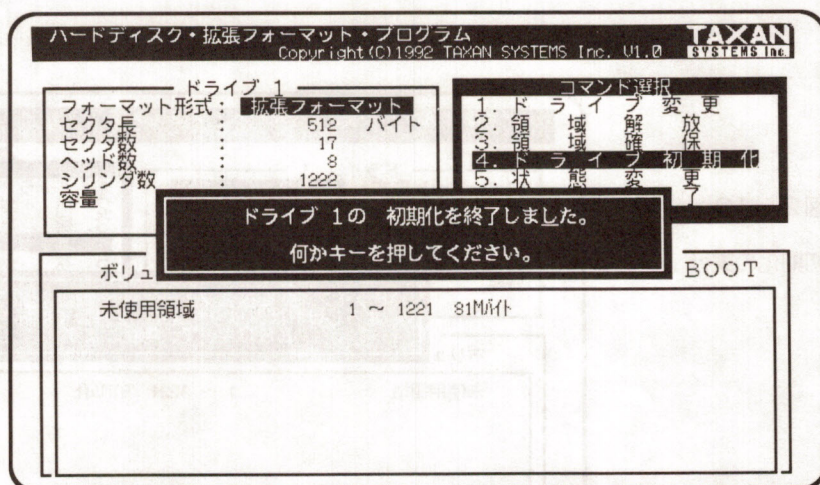 ハードディスク・拡張フォーマット・プログラム
Copyright(C)1992 TAXAN SYSTEMS Inc. V1.0
TAXAN
SYSTEMS Inc.
ドライブ 1
フォーマット形式: 拡張フォーマット
セクタ長 : 512 バイト
セクタ数 : 17
ヘッド数 : 8
シリンダ数 : 1222
容量
コマンド選択
1. ドライブ変更
2. 領域解放
3. 領域確保
4. ドライブ初期化
5. 状態変更
了
ドライブ 1の 初期化を終了しました。
何かキーを押してください。
ボリュ
BOOT
未使用領域 1 ~ 1221 81Mバイト